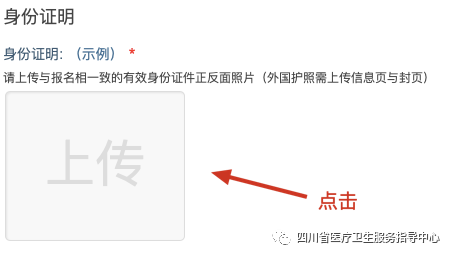 身份证明
身份证明：（示例） *
请上传与报名相一致的有效身份证件正反面照片（外国护照需上传信息页与封页）
上传
点击
四川省医疗卫生服务指导中心